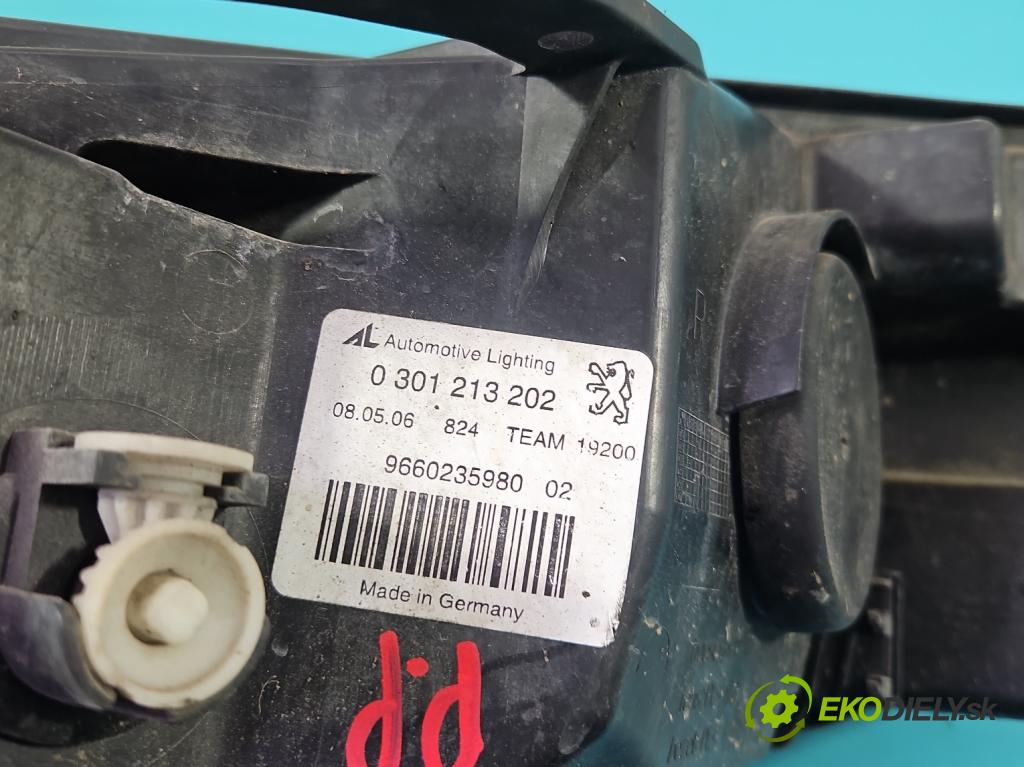 AL Automotive Lighting
0 301 213 202
08.05.06 824 TEAM 19200
9660235980 02
Made in Germany
P.P
EKODIELY.sk